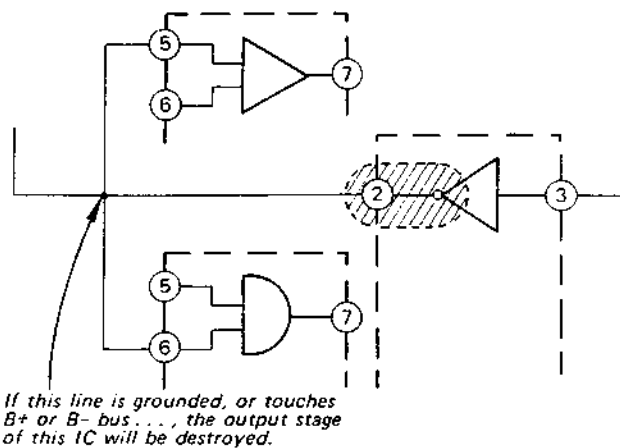 5
6
7
2
3
5
6
7
If this line is grounded, or touches
B+ or B- bus . . . , the output stage
of this IC will be destroyed.